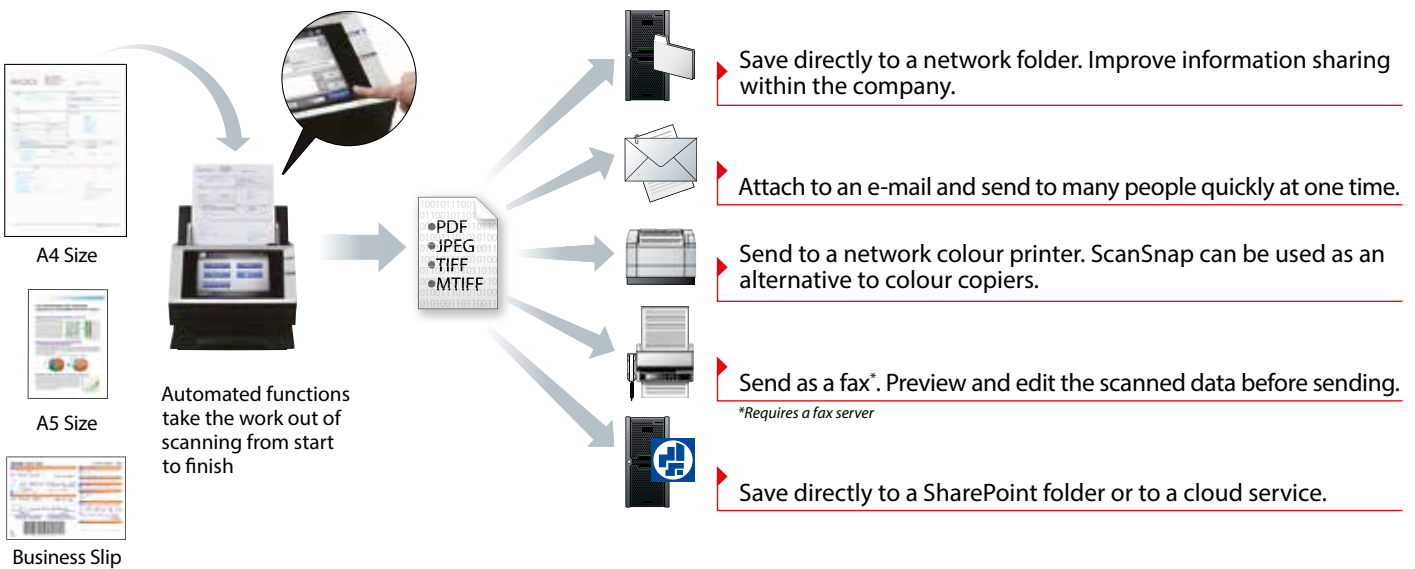 A4 Size
A5 Size
Business Slip
Automated functions
take the work out of
scanning from start
to finish
•PDF
•JPEG
•TIFF
•MTIFF
Save directly to a network folder. Improve information sharing
within the company.
Attach to an e-mail and send to many people quickly at one time.
Send to a network colour printer. ScanSnap can be used as an
alternative to colour copiers.
Send as a fax*. Preview and edit the scanned data before sending.
*Requires a fax server
Save directly to a SharePoint folder or to a cloud service.